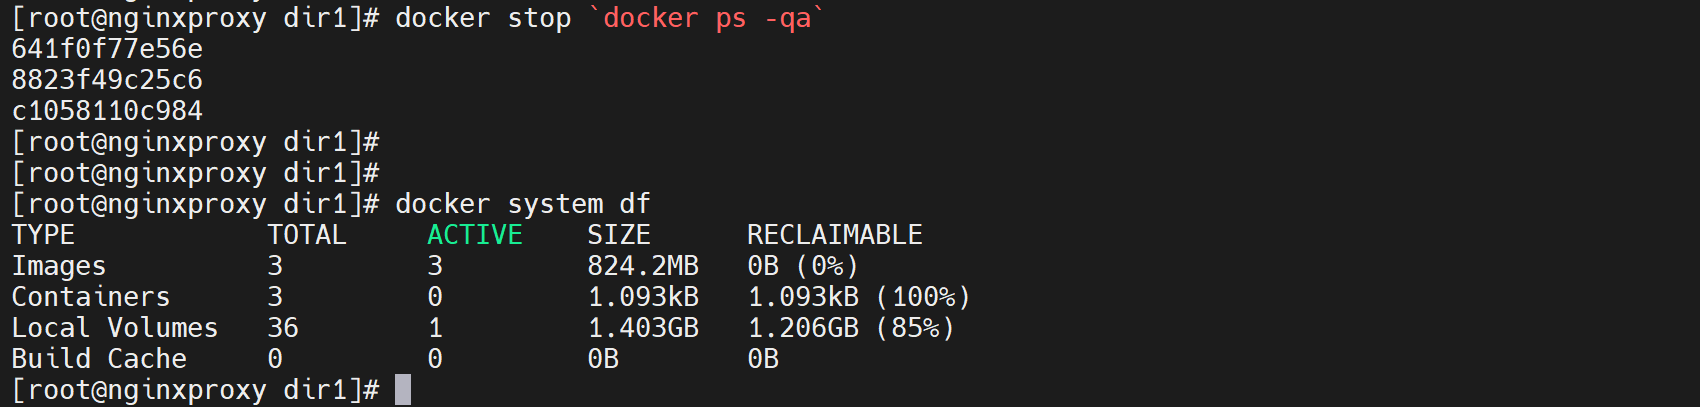 [root@nginxproxy dir1]# docker stop `docker ps -qa`
641f0f77e56e
8823f49c25c6
c1058110c984
[root@nginxproxy dir1]#
[root@nginxproxy dir1]#
[root@nginxproxy dir1]# docker system df
TYPE            TOTAL     ACTIVE    SIZE      RECLAIMABLE
Images          3         3         824.2MB   0B (0%)
Containers      3         0         1.093kB   1.093kB (100%)
Local Volumes   36        1         1.403GB   1.206GB (85%)
Build Cache     0         0         0B        0B
[root@nginxproxy dir1]#